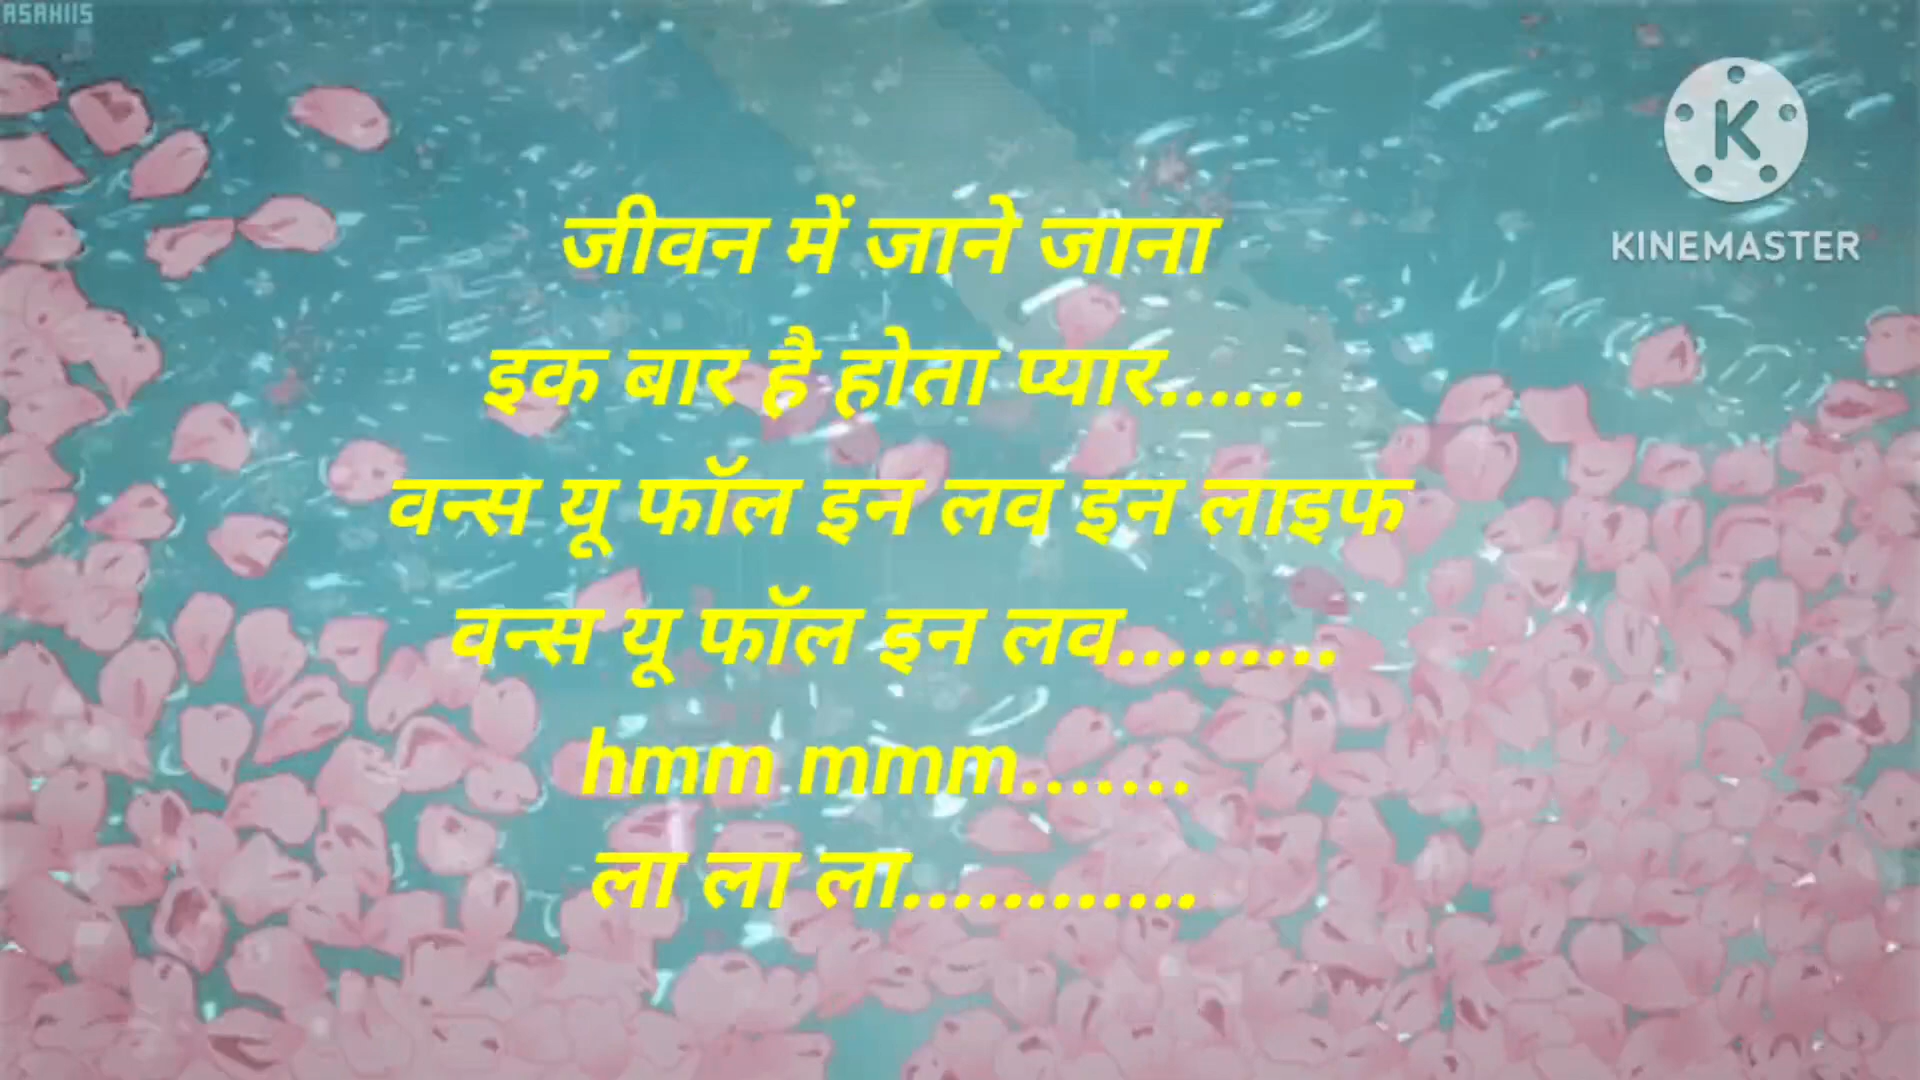 ASAHIIS
KINEMASTER
जीवन में जाने जाना
इक बार है होता प्यार......
वन्स यू फॉल इन लव इन लाइफ
वन्स यू फॉल इन लव.........
hmm mmm.......
ला ला ला............